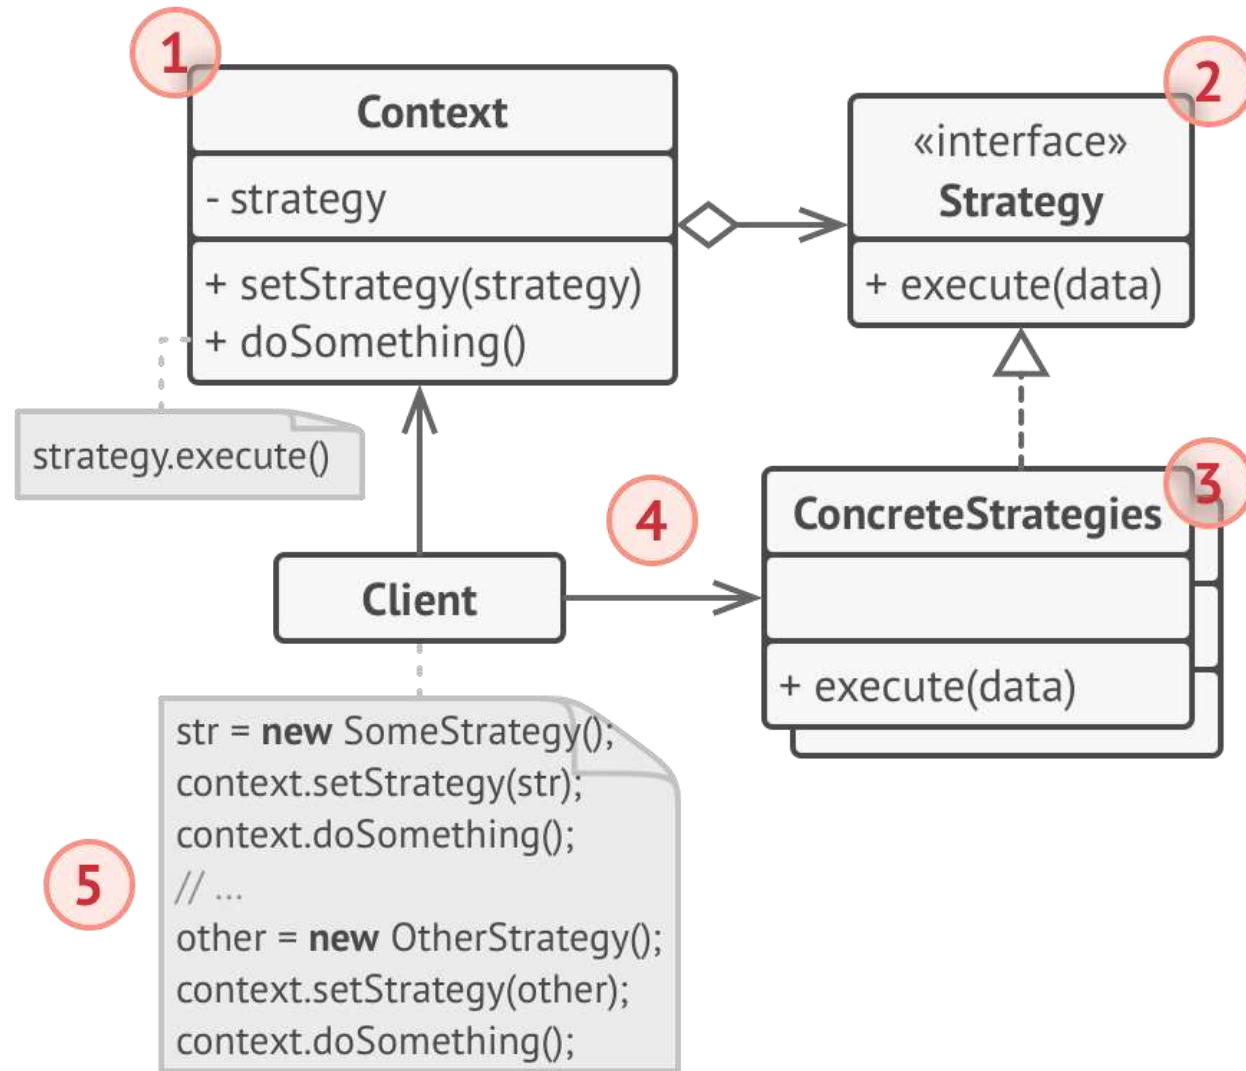 1
Context
- strategy
+ setStrategy(strategy)
+ doSomething()
strategy.execute()
2
«interface»
Strategy
+ execute(data)
3
ConcreteStrategies
+ execute(data)
4
Client
5
str = new SomeStrategy();
context.setStrategy(str);
context.doSomething();
// ...
other = new OtherStrategy();
context.setStrategy(other);
context.doSomething();